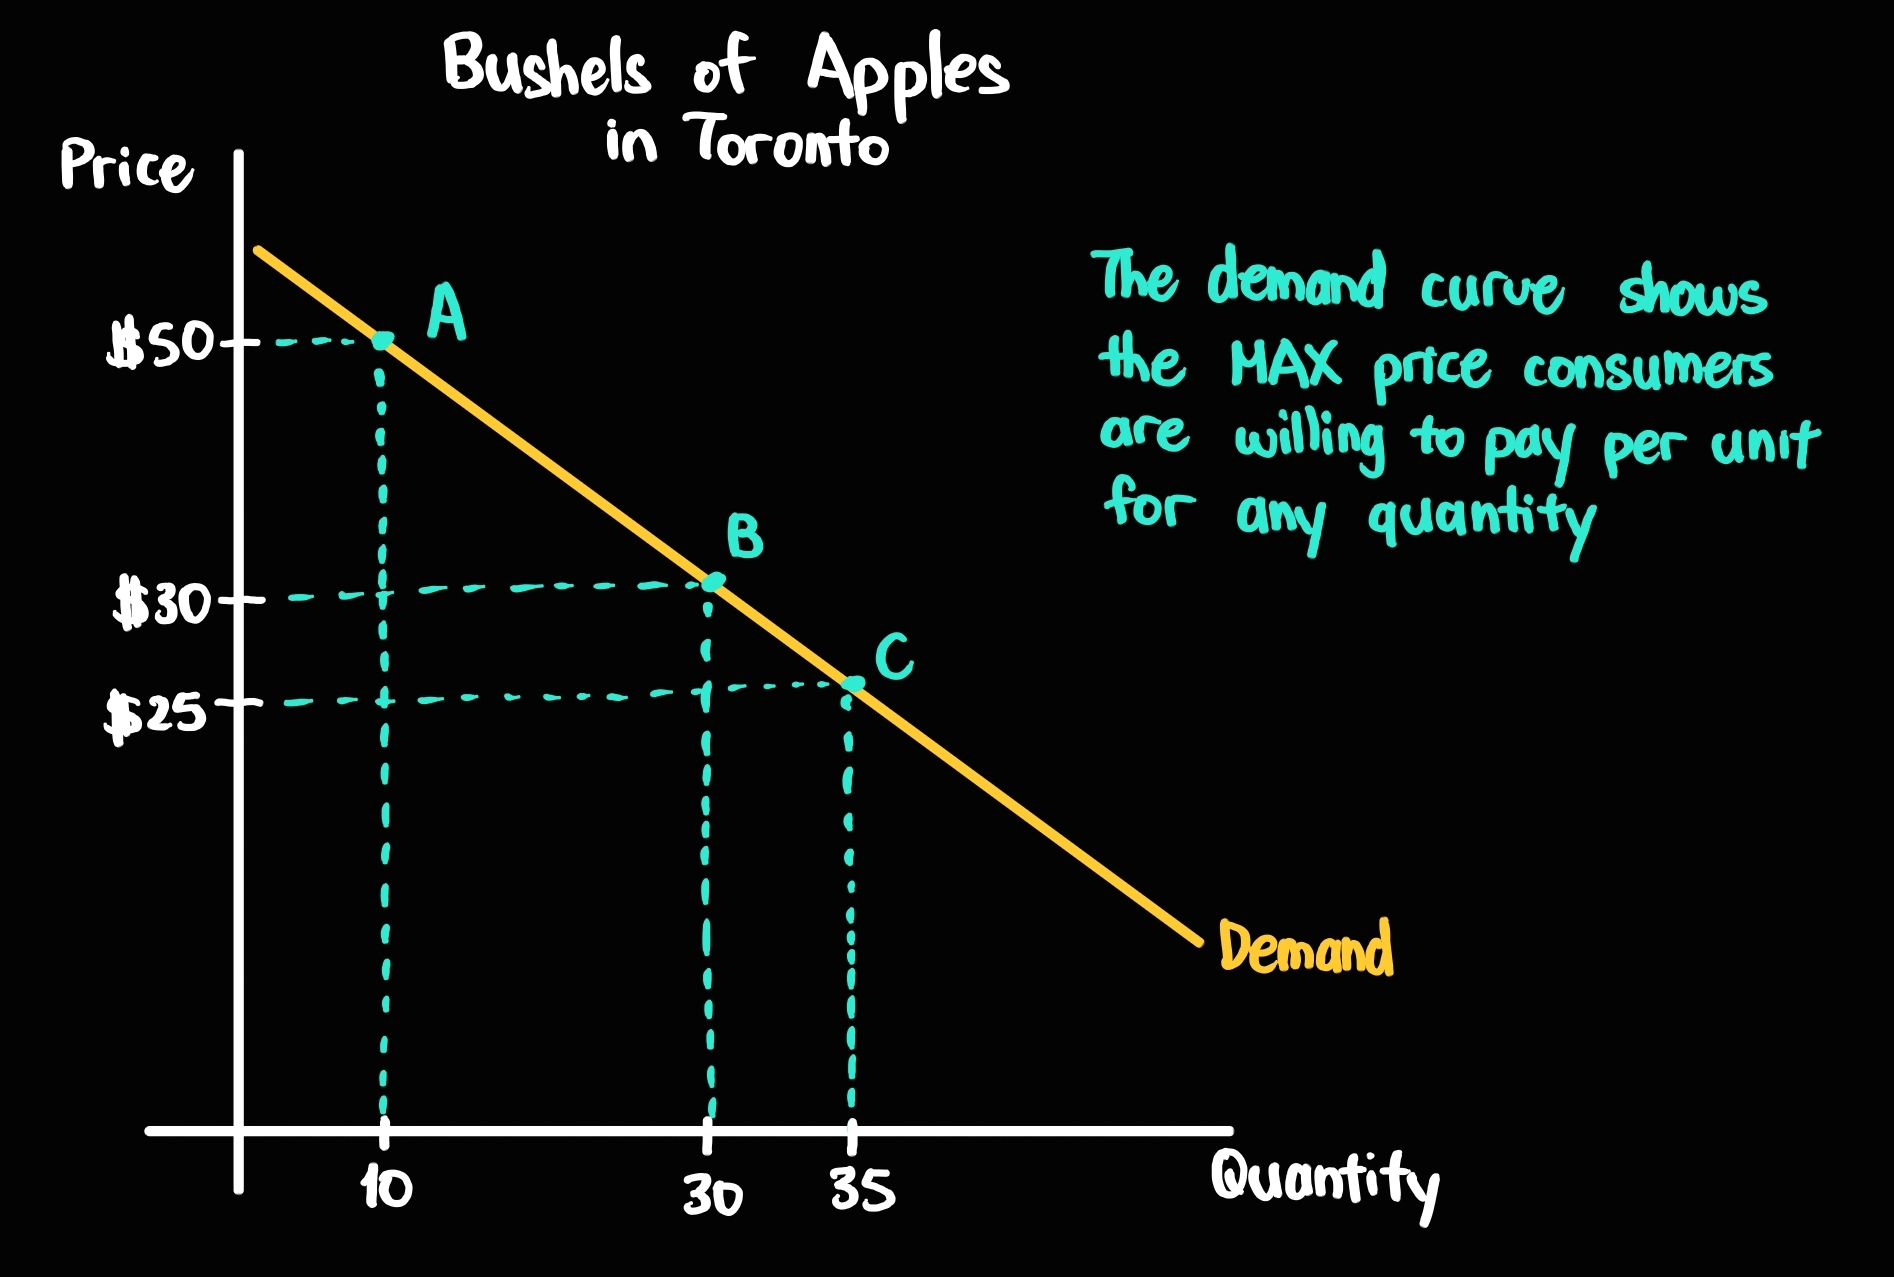 Bushels of Apples
in Toronto
Price
The demand curve shows
the MAX price consumers
are willing to pay per unit
for any quantity
A
$50
B
$30
C
$25
Demand
10
30
35
Quantity